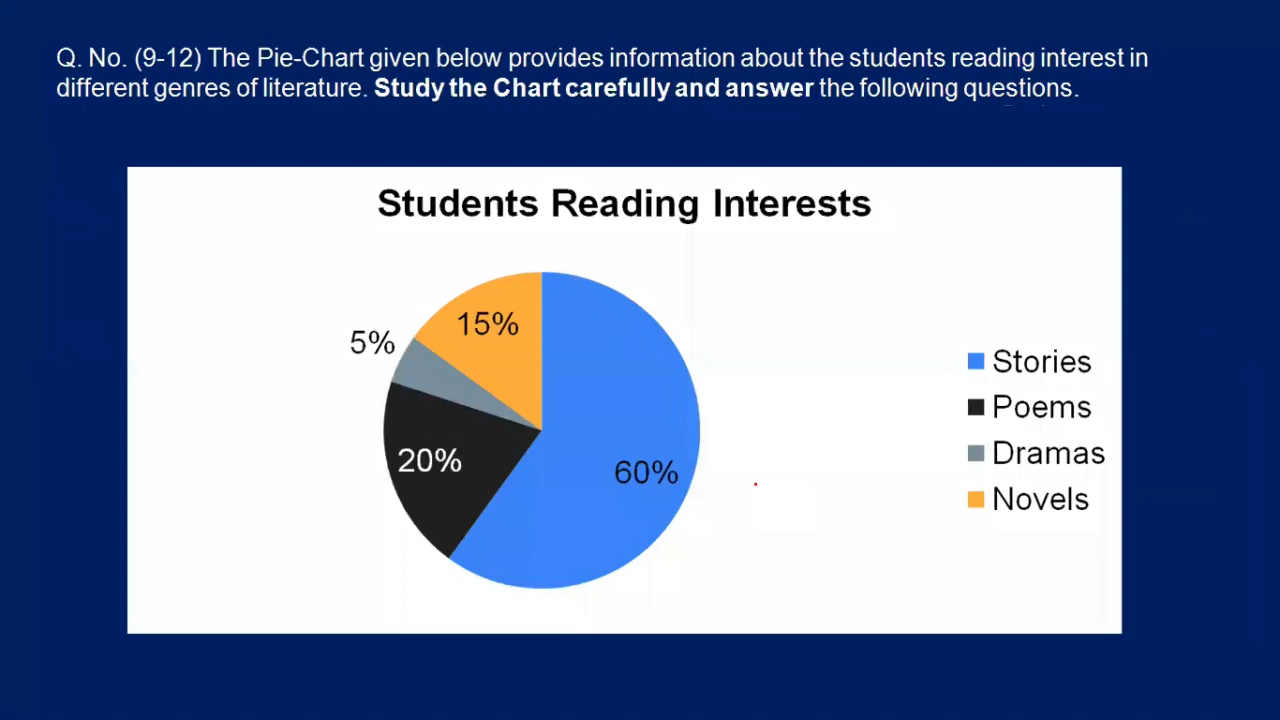 Q. No. (9-12) The Pie-Chart given below provides information about the students reading interest in
different genres of literature. Study the Chart carefully and answer the following questions.
Students Reading Interests
15%
5%
20%
60%
Stories
Poems
Dramas
Novels